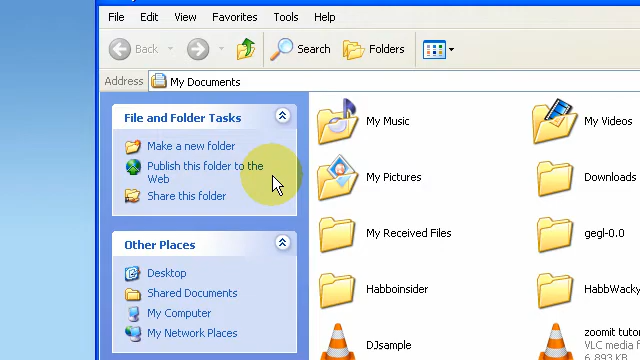 File Edit View Favorites Tools Help
Back Search Folders
Address My Documents
File and Folder Tasks
Make a new folder
Publish this folder to the
Web
Share this folder
Other Places
Desktop
Shared Documents
My Computer
My Network Places
My Music My Videos
My Pictures Downloads
My Received Files gegl-0.0
Habboinsider HabbWacky
DJsample zoomit tuto
VLC media f
6,893 KB